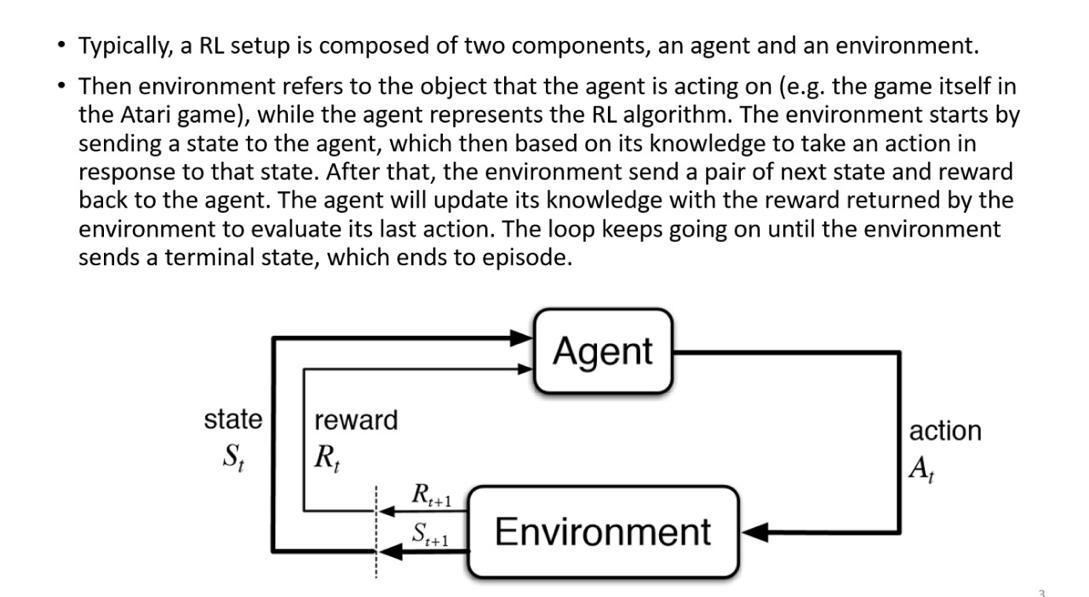 • Typically, a RL setup is composed of two components, an agent and an environment.
• Then environment refers to the object that the agent is acting on (e.g. the game itself in
the Atari game), while the agent represents the RL algorithm. The environment starts by
sending a state to the agent, which then based on its knowledge to take an action in
response to that state. After that, the environment send a pair of next state and reward
back to the agent. The agent will update its knowledge with the reward returned by the
environment to evaluate its last action. The loop keeps going on until the environment
sends a terminal state, which ends to episode.
Agent
state
S_t
reward
R_t
action
A_t
R_{t+1}
S_{t+1}
Environment
3